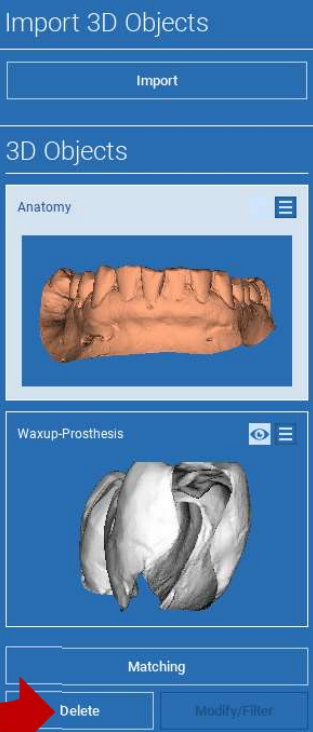 Import 3D Objects
Import
3D Objects
Anatomy
Waxup-Prosthesis
Matching
Delete
Modify/Filter